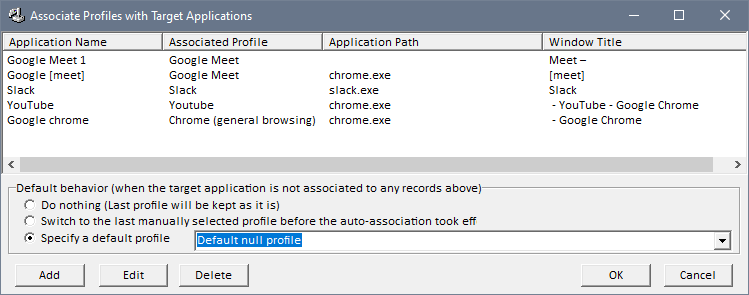 Associate Profiles with Target Applications
Application Name Associated Profile Application Path Window Title
Google Meet 1 Google Meet Meet –
Google [meet] Google Meet chrome.exe [meet]
Slack Slack slack.exe Slack
YouTube Youtube chrome.exe - YouTube - Google Chrome
Google chrome Chrome (general browsing) chrome.exe - Google Chrome
Default behavior (when the target application is not associated to any records above)
Do nothing (Last profile will be kept as it is)
Switch to the last manually selected profile before the auto-association took eff
Specify a default profile Default null profile
Add Edit Delete OK Cancel